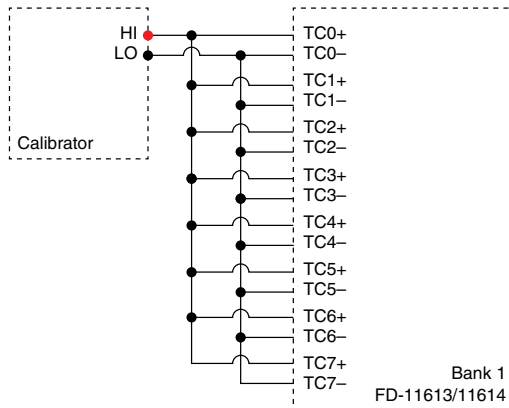 HI
LO
Calibrator
TC0+
TC0–
TC1+
TC1–
TC2+
TC2–
TC3+
TC3–
TC4+
TC4–
TC5+
TC5–
TC6+
TC6–
TC7+
TC7–
Bank 1
FD-11613/11614